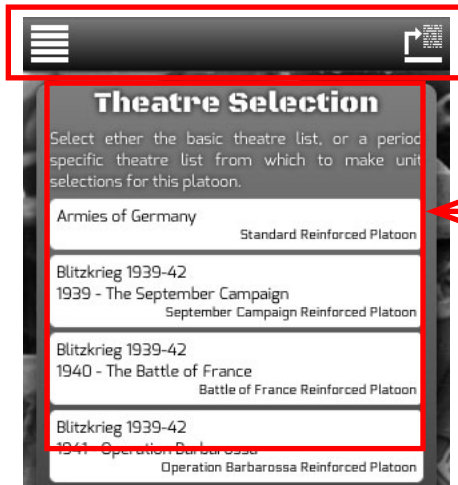 Theatre Selection
Select ether the basic theatre list, or a period
specific theatre list from which to make unit
selections for this platoon.
Armies of Germany
Standard Reinforced Platoon
Blitzkrieg 1939-42
1939 - The September Campaign
September Campaign Reinforced Platoon
Blitzkrieg 1939-42
1940 - The Battle of France
Battle of France Reinforced Platoon
Blitzkrieg 1939-42
1941 - Operation Barbarossa
Operation Barbarossa Reinforced Platoon